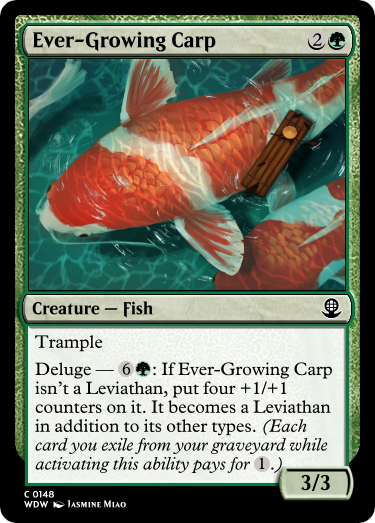 Ever-Growing Carp 2
Creature — Fish
Trample
Deluge — 6: If Ever-Growing Carp
isn't a Leviathan, put four +1/+1
counters on it. It becomes a Leviathan
in addition to its other types. (Each
card you exile from your graveyard while
activating this ability pays for 1.)
3/3
C 0148
WDW JASMINE MIAO